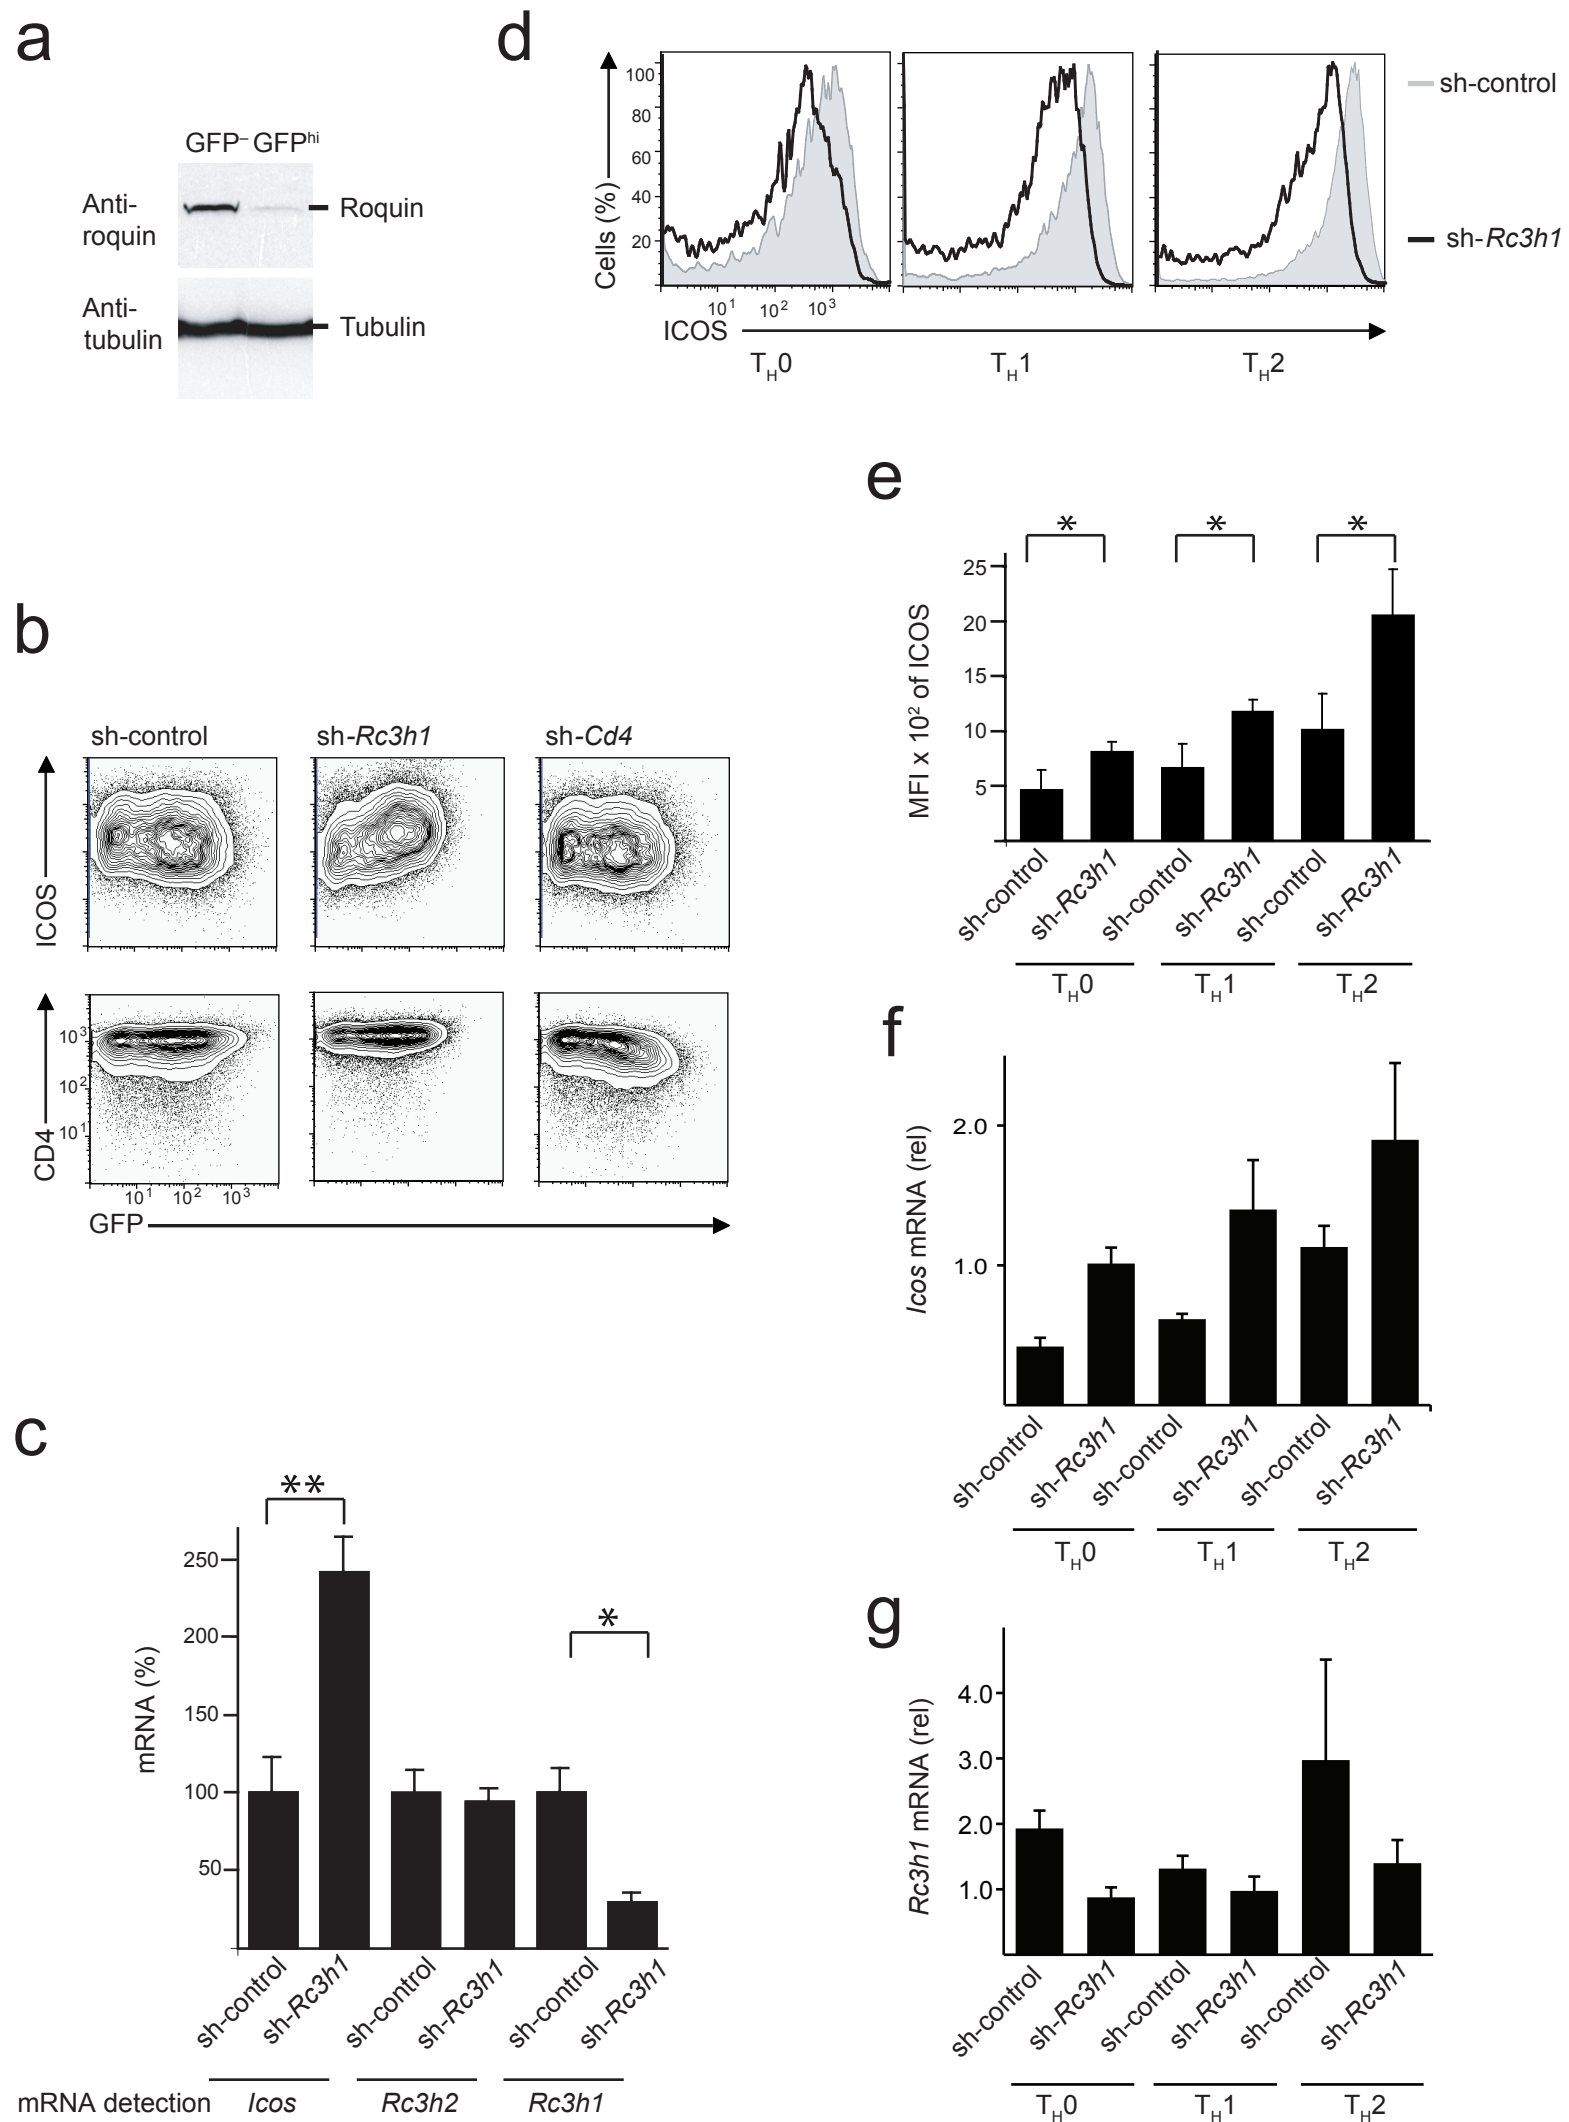 a
GFP– GFPhi
Anti-
roquin
Roquin
Anti-
tubulin
Tubulin
b
sh-control
sh-Rc3h1
sh-Cd4
ICOS
CD4
10³
10²
10¹
10¹ 10² 10³
GFP
c
**
*
mRNA (%)
250
200
150
100
50
sh-control
sh-Rc3h1
sh-control
sh-Rc3h1
sh-control
sh-Rc3h1
mRNA detection
Icos
Rc3h2
Rc3h1
d
Cells (%)
100
80
60
40
20
10¹ 10² 10³
ICOS
TH0
TH1
TH2
sh-control
sh-Rc3h1
e
* * *
MFI x 10² of ICOS
25
20
15
10
5
sh-control
sh-Rc3h1
sh-control
sh-Rc3h1
sh-control
sh-Rc3h1
TH0
TH1
TH2
f
Icos mRNA (rel)
2.0
1.0
sh-control
sh-Rc3h1
sh-control
sh-Rc3h1
sh-control
sh-Rc3h1
TH0
TH1
TH2
g
Rc3h1 mRNA (rel)
4.0
3.0
2.0
1.0
sh-control
sh-Rc3h1
sh-control
sh-Rc3h1
sh-control
sh-Rc3h1
TH0
TH1
TH2